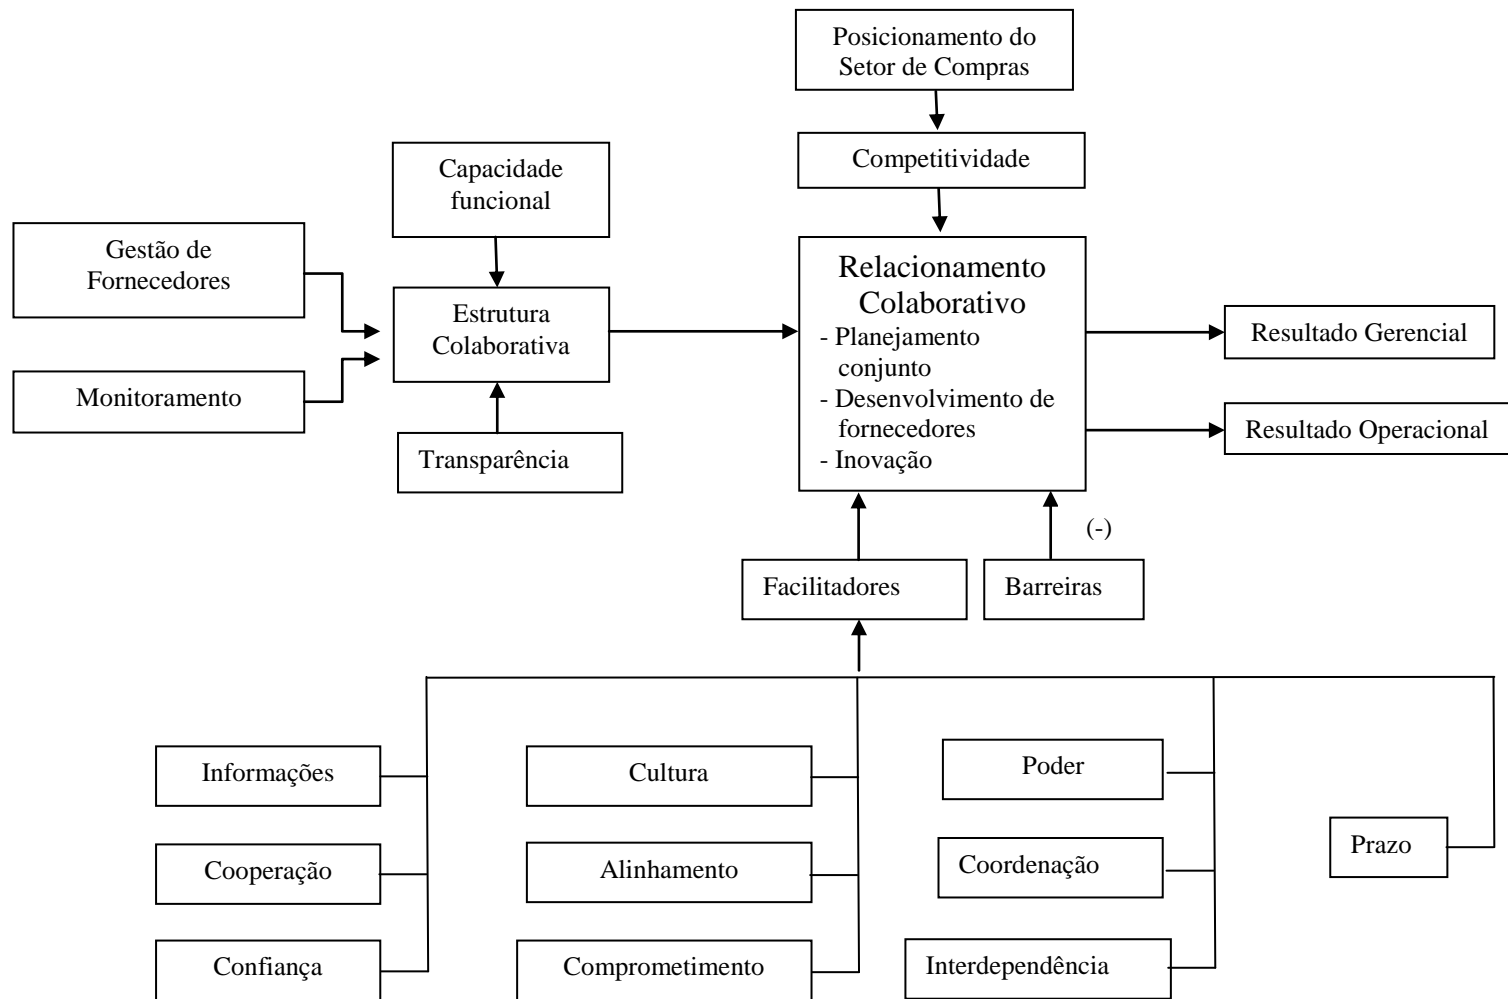 Posicionamento do
Setor de Compras
Competitividade
Capacidade
funcional
Gestão de
Fornecedores
Estrutura
Colaborativa
Monitoramento
Transparência
Relacionamento
Colaborativo
- Planejamento
conjunto
- Desenvolvimento de
fornecedores
- Inovação
Resultado Gerencial
Resultado Operacional
(-)
Facilitadores
Barreiras
Informações
Cultura
Poder
Cooperação
Alinhamento
Coordenação
Prazo
Confiança
Comprometimento
Interdependência